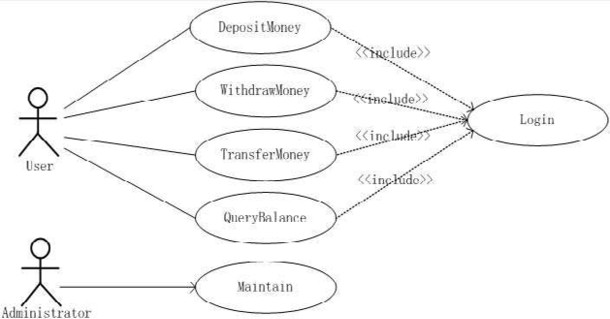 DepositMoney
<<include>>
WithdrawMoney
<<include>>
Login
User
<<include>>
TransferMoney
<<include>>
QueryBalance
Maintain
Administrator